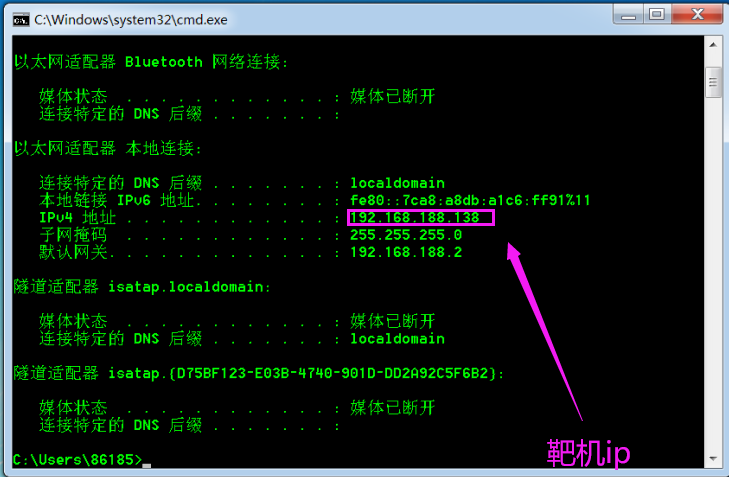 C:\Windows\system32\cmd.exe
以太网适配器 Bluetooth 网络连接:
媒体状态 . . . . . . . . . . . . : 媒体已断开
连接特定的 DNS 后缀 . . . . . . . :
以太网适配器 本地连接:
连接特定的 DNS 后缀 . . . . . . . : localdomain
本地链接 IPv6 地址. . . . . . . . : fe80::7ca8:a8db:a1c6:ff91%11
IPv4 地址 . . . . . . . . . . . . : 192.168.188.138
子网掩码 . . . . . . . . . . . . : 255.255.255.0
默认网关. . . . . . . . . . . . . : 192.168.188.2
隧道适配器 isatap.localdomain:
媒体状态 . . . . . . . . . . . . : 媒体已断开
连接特定的 DNS 后缀 . . . . . . . : localdomain
隧道适配器 isatap.{D75BF123-E03B-4740-901D-DD2A92C5F6B2}:
媒体状态 . . . . . . . . . . . . : 媒体已断开
连接特定的 DNS 后缀 . . . . . . . :
靶机ip
C:\Users\86185>_